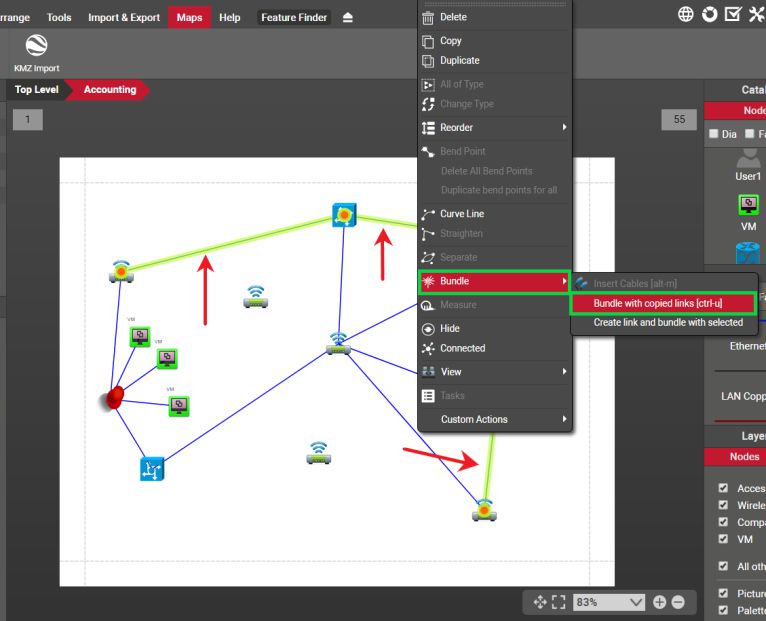 rrange Tools Import & Export Maps Help Feature Finder
KMZ Import
Top Level Accounting
1
55
Delete
Copy
Duplicate
All of Type
Change Type
Reorder
Bend Point
Delete All Bend Points
Duplicate bend points for all
Curve Line
Straighten
Separate
Bundle
Measure
Hide
Connected
View
Tasks
Custom Actions
Insert Cables [alt-m]
Bundle with copied links [ctrl-u]
Create link and bundle with selected
VM
VM
VM
83%
Cata
Node
Dia Fa
User1
VM
Fa
Ethernet
LAN Copp
Laye
Nodes
Acces
Wirele
Compu
VM
All oth
Picture
Palette